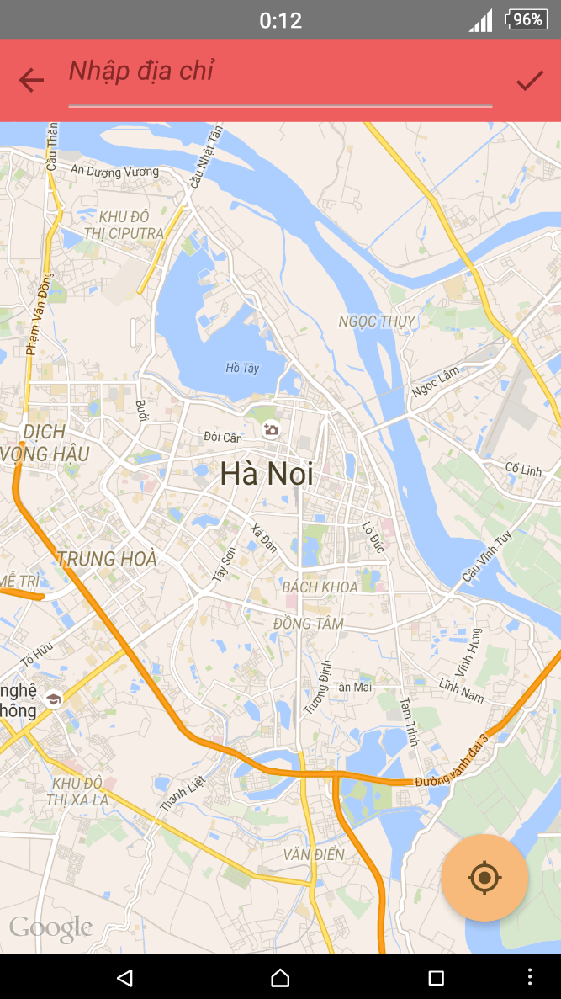 0:12
96%
Nhập địa chỉ
An Dương Vương
cầu Nhật Tân
KHU ĐÔ
THỊ CIPUTRA
Phạm Văn Đồng
NGỌC THỤY
Hồ Tây
Ngọc Lâm
Bưởi
DỊCH
VỌNG HẬU
Đội Cấn
Hà Noi
Cổ Linh
Xã Đàn
Lò Đúc
Cầu Vĩnh Tuy
TRUNG HOÀ
Tây Sơn
MỄ TRÌ
BÁCH KHOA
ĐỒNG TÂM
Tố Hữu
Vĩnh Hưng
nghệ
hông
Trương Định
Tân Mai
Lĩnh Nam
Tam Trinh
Đường vành đai 3
KHU ĐÔ
THỊ XA LA
Thanh Liệt
VĂN ĐIỂN
Google